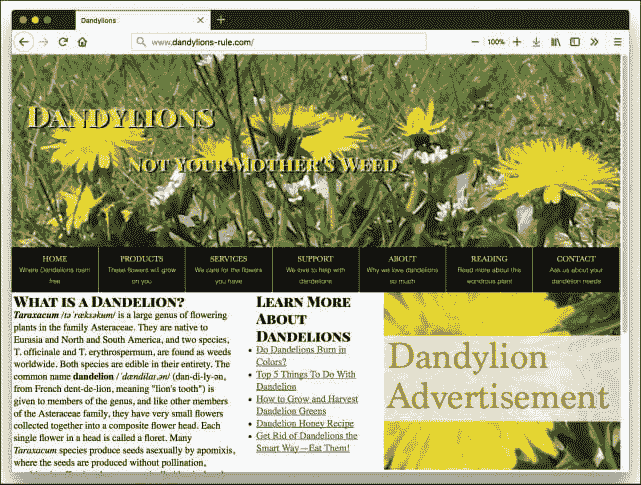 Dandylions
www.dandylions-rule.com/
100%
DANDYLIONS
NOT YOUR MOTHER'S WEED
HOME
Where Dandelions roam
free
PRODUCTS
These flowers will grow
on you
SERVICES
We care for the flowers
you have
SUPPORT
We love to help with
dandelions
ABOUT
Why we love dandelions
so much
READING
Read more about this
wondrous plant
CONTACT
Ask us about your
dandelion needs
WHAT IS A DANDELION?
Taraxacum /təˈræksəkum/ is a large genus of flowering
plants in the family Asteraceae. They are native to
Eurasia and North and South America, and two species,
T. officinale and T. erythrospermum, are found as weeds
worldwide. Both species are edible in their entirety. The
common name dandelion /ˈdændɪlaɪ.ən/ (dan-di-ly-ən,
from French dent-de-lion, meaning "lion's tooth") is
given to members of the genus, and like other members
of the Asteraceae family, they have very small flowers
collected together into a composite flower head. Each
single flower in a head is called a floret. Many
Taraxacum species produce seeds asexually by apomixis,
where the seeds are produced without pollination,
LEARN MORE
ABOUT
DANDELIONS
Do Dandelions Burn in
Colors?
Top 5 Things To Do With
Dandelion
How to Grow and Harvest
Dandelion Greens
Dandelion Honey Recipe
Get Rid of Dandelions the
Smart Way—Eat Them!
Dandylion
Advertisement